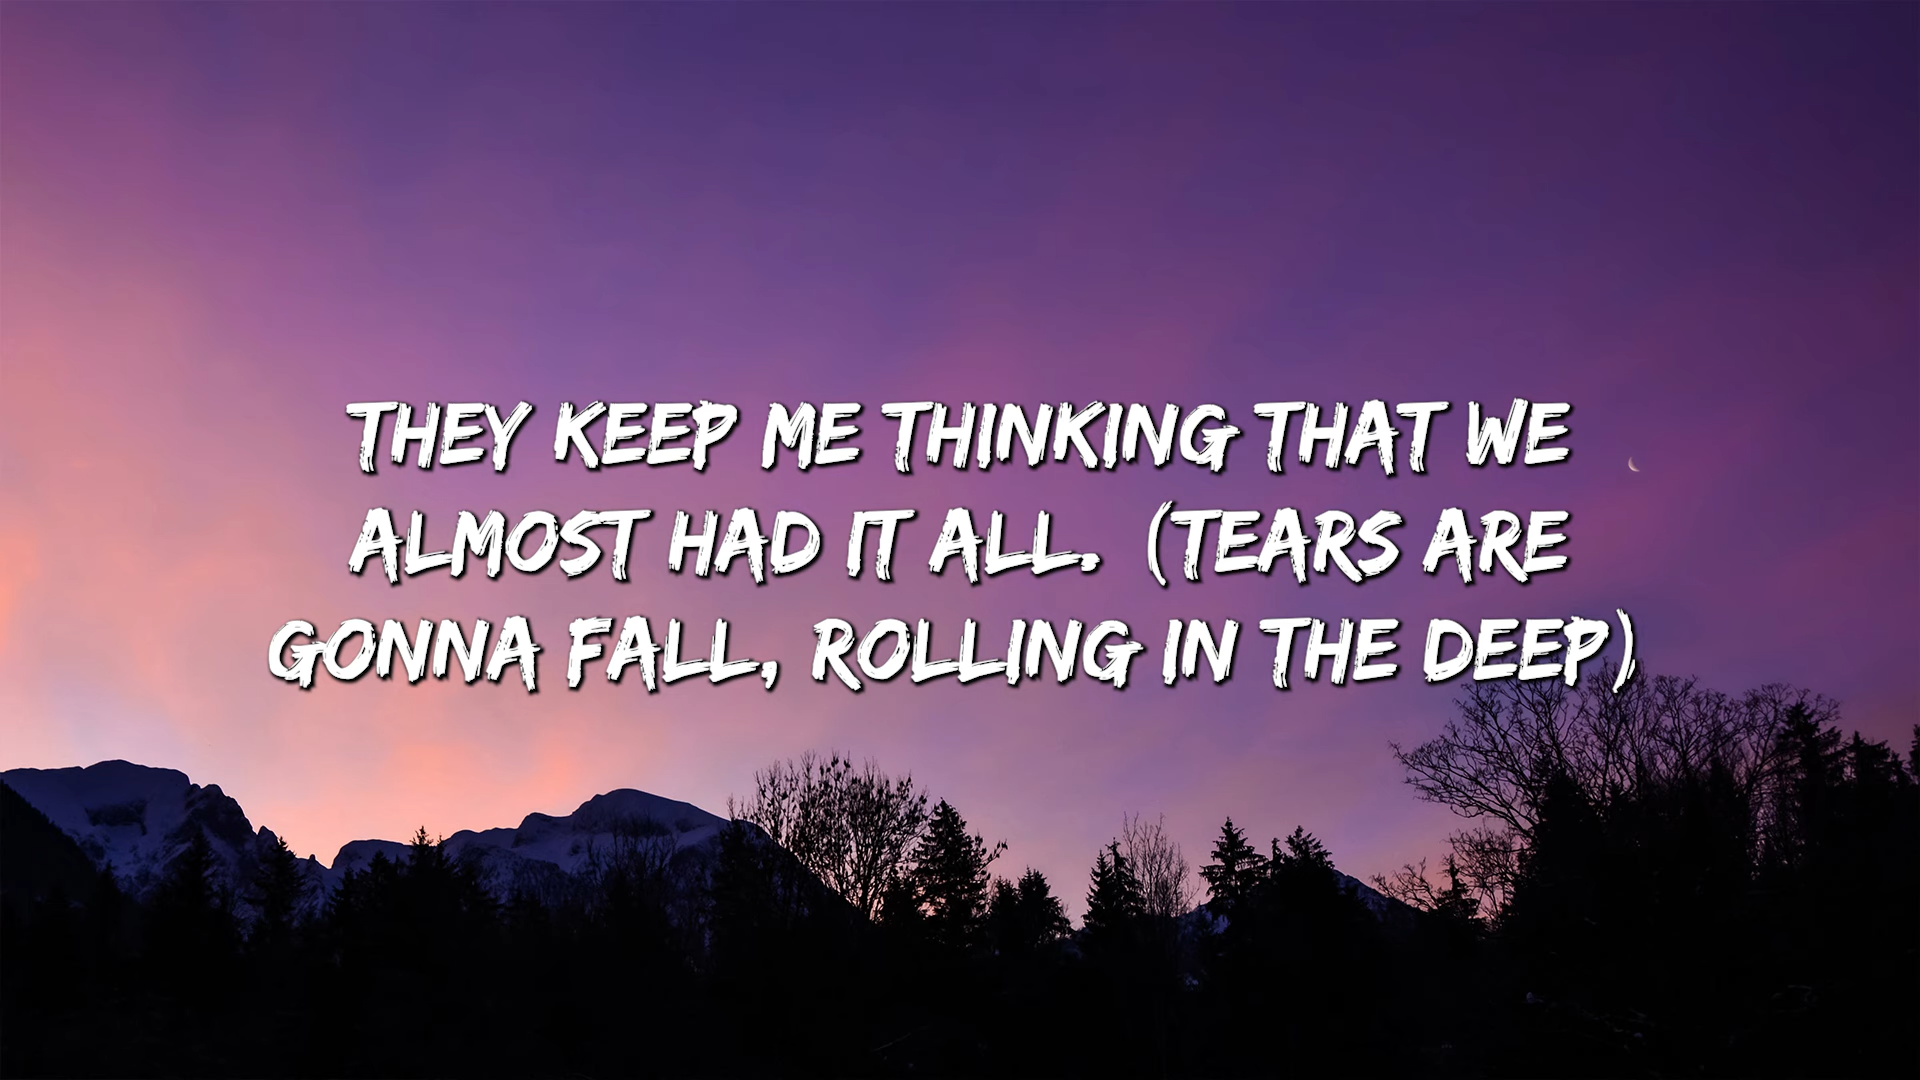 THEY KEEP ME THINKING THAT WE
ALMOST HAD IT ALL. (TEARS ARE
GONNA FALL, ROLLING IN THE DEEP)